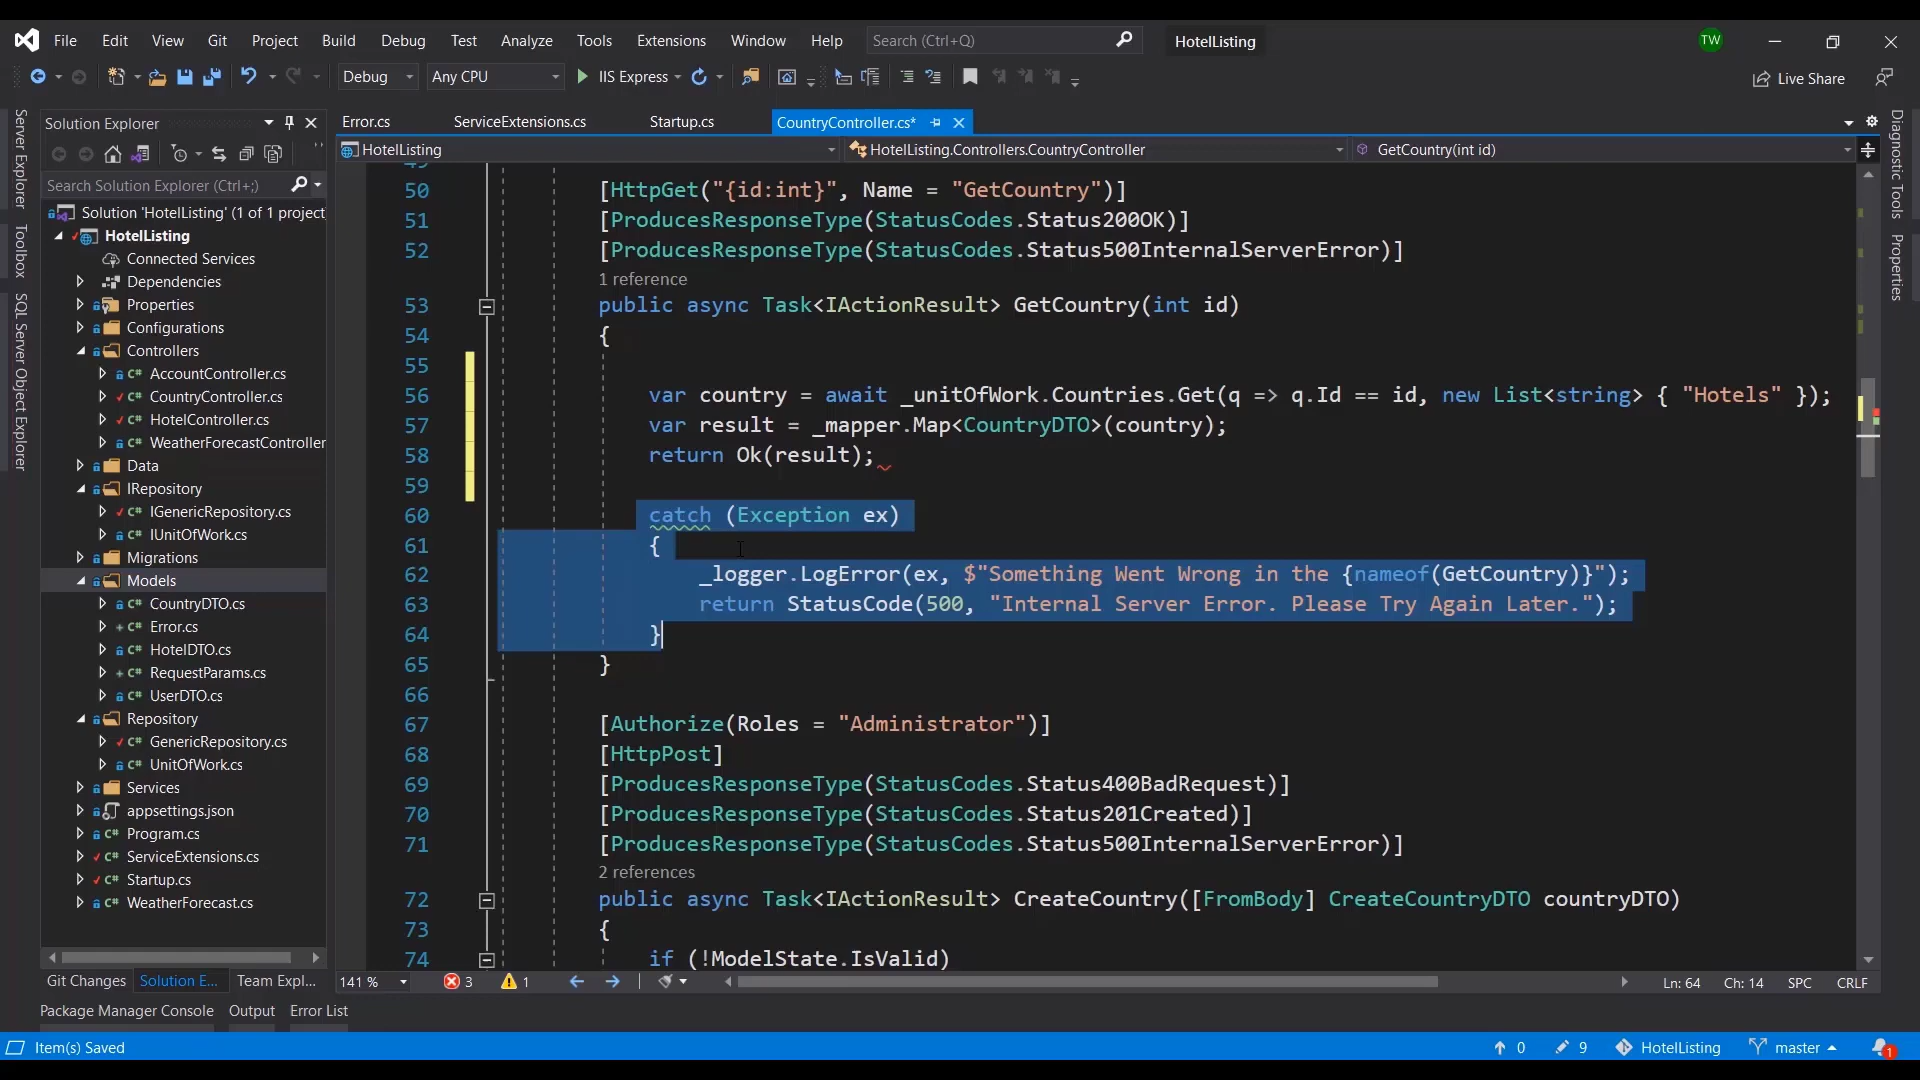 File Edit View Git Project Build Debug Test Analyze Tools Extensions Window Help Search (Ctrl+Q) HotelListing TW
Debug Any CPU IIS Express Live Share
Server Explorer
Toolbox
SQL Server Object Explorer
Solution Explorer
Search Solution Explorer (Ctrl+;)
Solution 'HotelListing' (1 of 1 project
HotelListing
Connected Services
Dependencies
Properties
Configurations
Controllers
AccountController.cs
CountryController.cs
HotelController.cs
WeatherForecastController
Data
IRepository
IGenericRepository.cs
IUnitOfWork.cs
Migrations
Models
CountryDTO.cs
Error.cs
HotelDTO.cs
RequestParams.cs
UserDTO.cs
Repository
GenericRepository.cs
UnitOfWork.cs
Services
appsettings.json
Program.cs
ServiceExtensions.cs
Startup.cs
WeatherForecast.cs
Git Changes Solution E... Team Expl...
Error.cs ServiceExtensions.cs Startup.cs CountryController.cs*
HotelListing HotelListing.Controllers.CountryController GetCountry(int id)
49
50 [HttpGet("{id:int}", Name = "GetCountry")]
51 [ProducesResponseType(StatusCodes.Status200OK)]
52 [ProducesResponseType(StatusCodes.Status500InternalServerError)]
1 reference
53 public async Task<IActionResult> GetCountry(int id)
54 {
55
56 var country = await _unitOfWork.Countries.Get(q => q.Id == id, new List<string> { "Hotels" });
57 var result = _mapper.Map<CountryDTO>(country);
58 return Ok(result);
59
60 catch (Exception ex)
61 {
62 _logger.LogError(ex, $"Something Went Wrong in the {nameof(GetCountry)}");
63 return StatusCode(500, "Internal Server Error. Please Try Again Later.");
64 }
65 }
66
67 [Authorize(Roles = "Administrator")]
68 [HttpPost]
69 [ProducesResponseType(StatusCodes.Status400BadRequest)]
70 [ProducesResponseType(StatusCodes.Status201Created)]
71 [ProducesResponseType(StatusCodes.Status500InternalServerError)]
2 references
72 public async Task<IActionResult> CreateCountry([FromBody] CreateCountryDTO countryDTO)
73 {
74 if (!ModelState.IsValid)
141 % 3 1 Ln: 64 Ch: 14 SPC CRLF
Diagnostic Tools
Properties
Package Manager Console Output Error List
Item(s) Saved 0 9 HotelListing master 1